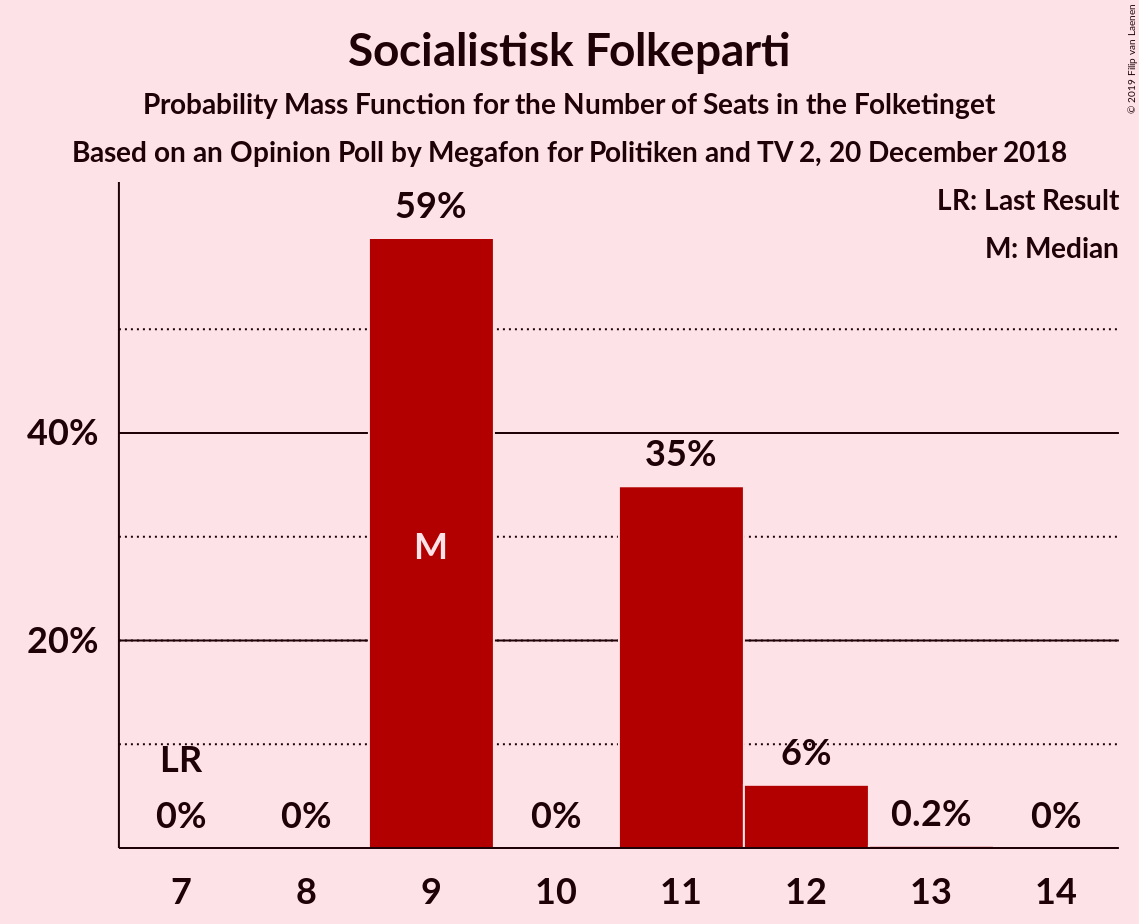 Socialistisk Folkeparti
Probability Mass Function for the Number of Seats in the Folketinget
Based on an Opinion Poll by Megafon for Politiken and TV 2, 20 December 2018
© 2019 Filip van Laenen
LR: Last Result
M: Median
59%
40%
35%
M
20%
LR
6%
0%
0%
0%
0.2%
0%
7
8
9
10
11
12
13
14